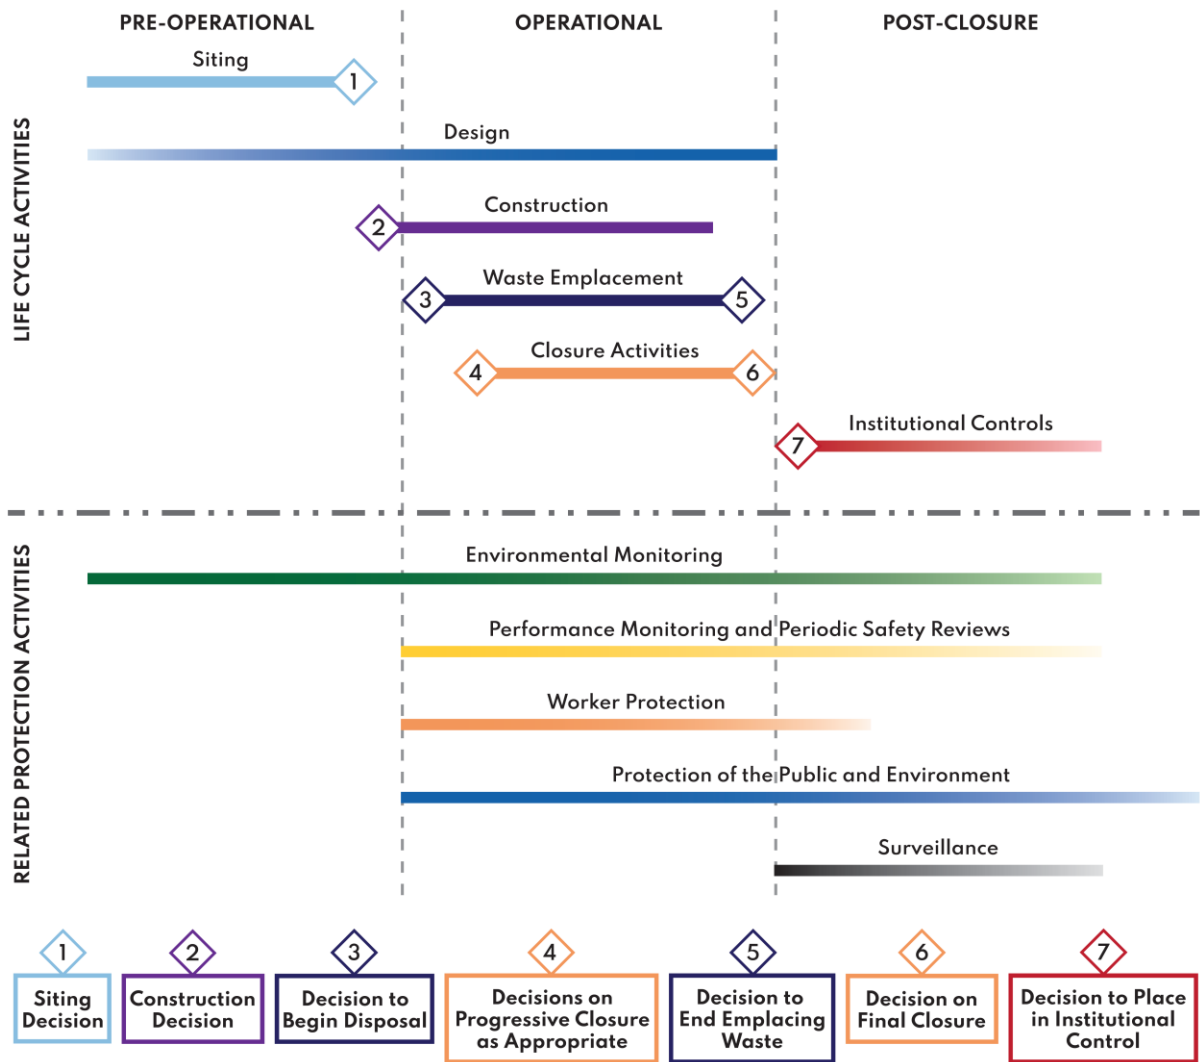 PRE-OPERATIONAL
OPERATIONAL
POST-CLOSURE
LIFE CYCLE ACTIVITIES
Siting
1
Design
Construction
2
Waste Emplacement
3
5
Closure Activities
4
6
Institutional Controls
7
RELATED PROTECTION ACTIVITIES
Environmental Monitoring
Performance Monitoring and Periodic Safety Reviews
Worker Protection
Protection of the Public and Environment
Surveillance
1
Siting
Decision
2
Construction
Decision
3
Decision to
Begin Disposal
4
Decisions on
Progressive Closure
as Appropriate
5
Decision to
End Emplacing
Waste
6
Decision on
Final Closure
7
Decision to Place
in Institutional
Control